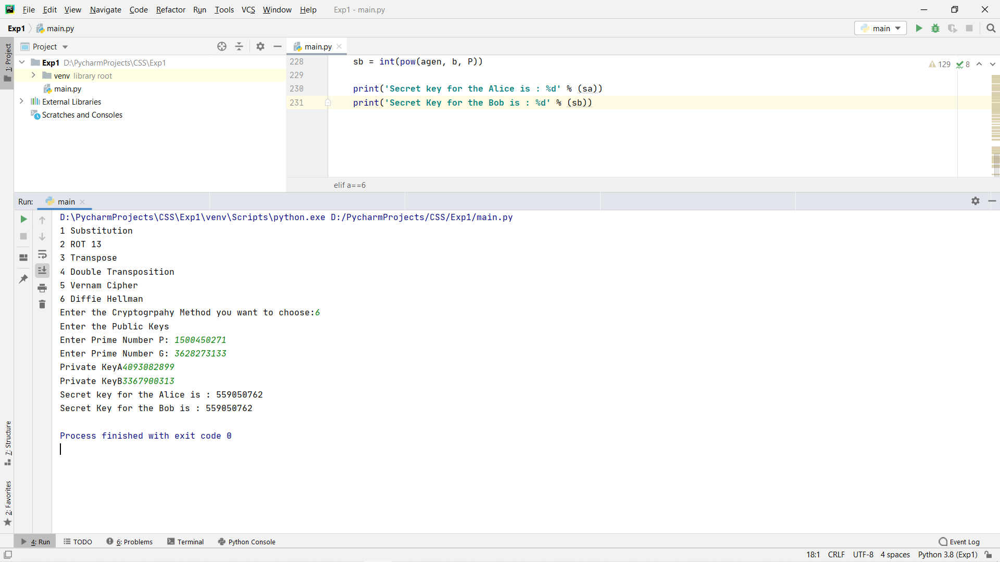 PC File Edit View Navigate Code Refactor Run Tools VCS Window Help Exp1 - main.py
Exp1 main.py main
1: Project
Project
main.py
Exp1 D:\PycharmProjects\CSS\Exp1
venv library root
main.py
External Libraries
Scratches and Consoles
228 sb = int(pow(agen, b, P))
229
230 print('Secret key for the Alice is : %d' % (sa))
231 print('Secret Key for the Bob is : %d' % (sb))
129 8
elif a==6
Run: main
D:\PycharmProjects\CSS\Exp1\venv\Scripts\python.exe D:/PycharmProjects/CSS/Exp1/main.py
1 Substitution
2 ROT 13
3 Transpose
4 Double Transposition
5 Vernam Cipher
6 Diffie Hellman
Enter the Cryptogrpahy Method you want to choose:6
Enter the Public Keys
Enter Prime Number P: 1500450271
Enter Prime Number G: 3628273133
Private KeyA4093082899
Private KeyB3367900313
Secret key for the Alice is : 559050762
Secret Key for the Bob is : 559050762
Process finished with exit code 0
7: Structure
2: Favorites
4: Run TODO 6: Problems Terminal Python Console Event Log
18:1 CRLF UTF-8 4 spaces Python 3.8 (Exp1)